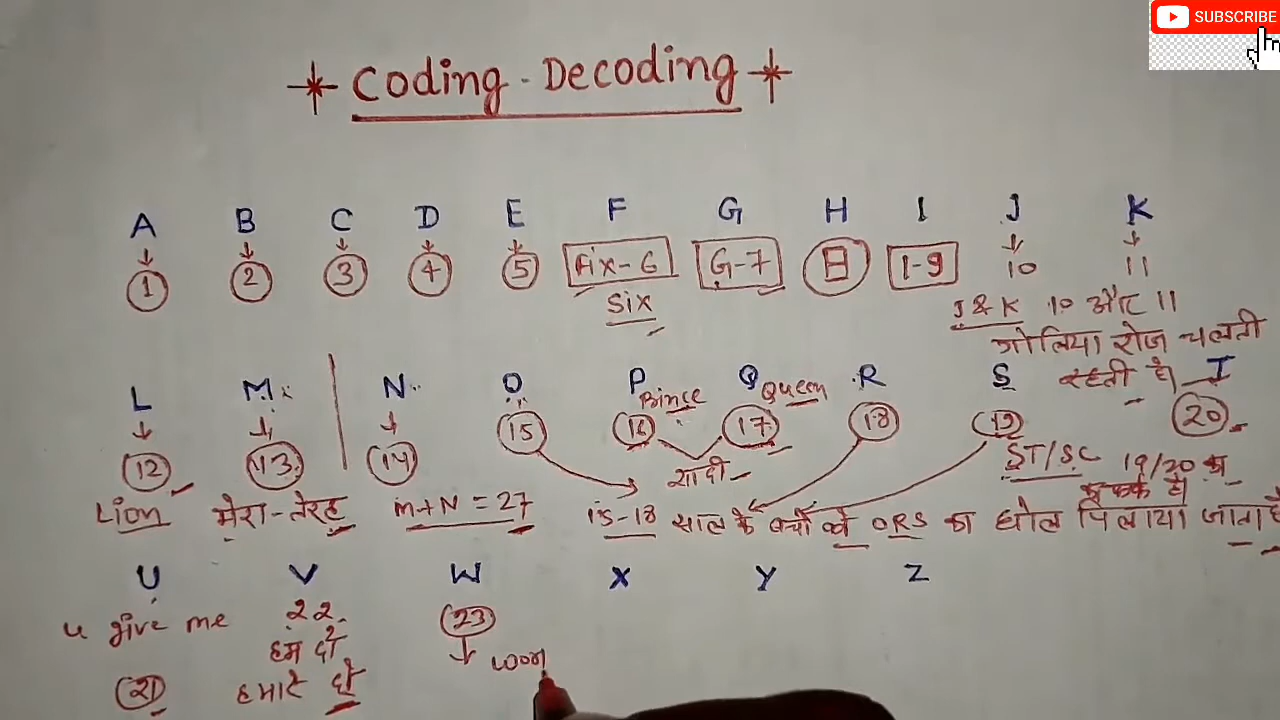 SUBSCRIBE
Coding - Decoding
A B C D E F G H I J K
1 2 3 4 5 Fix-6 G-7 8 I-9 10 11
Six
J & K 10 और 11
गोलिया रोज चलती
रहती है।
L M N O P Prince Q Queen R S T
12 13 14 15 16 17 18 19 20
शादी
ST/SC 19/20 का
फर्क है।
Lion मेरा-तेरह m+N = 27 15-18 साल के बच्चों को ORS का घोल पिलाया जाता है
U V W X Y Z
u give me 22 23
हम दो
21 हमारे दो